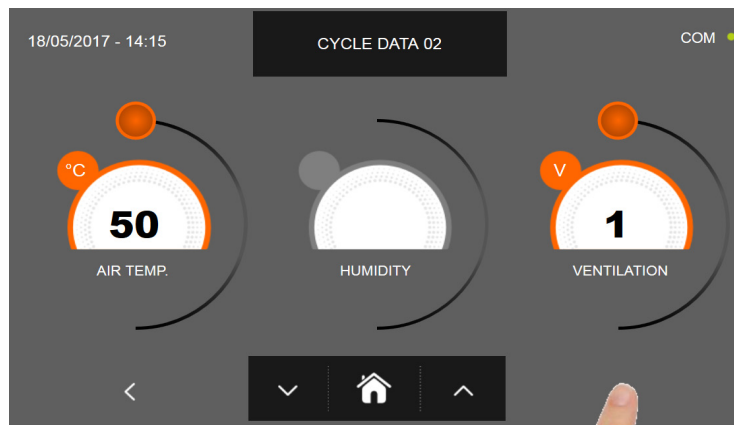 18/05/2017 - 14:15
CYCLE DATA 02
COM
°C
50
AIR TEMP.
HUMIDITY
V
1
VENTILATION